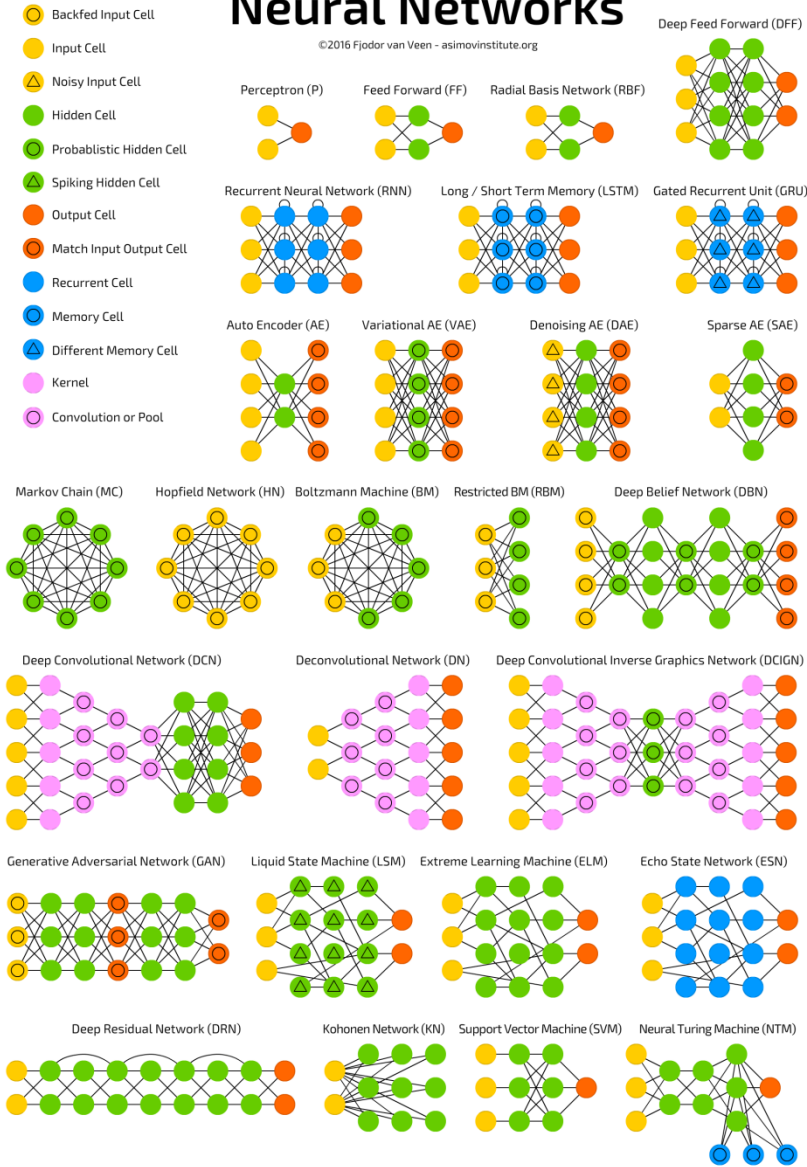 Neural Networks
©2016 Fjodor van Veen - asimovinstitute.org
Backfed Input Cell
Input Cell
Noisy Input Cell
Hidden Cell
Probablistic Hidden Cell
Spiking Hidden Cell
Output Cell
Match Input Output Cell
Recurrent Cell
Memory Cell
Different Memory Cell
Kernel
Convolution or Pool
Deep Feed Forward (DFF)
Perceptron (P)
Feed Forward (FF)
Radial Basis Network (RBF)
Recurrent Neural Network (RNN)
Long / Short Term Memory (LSTM)
Gated Recurrent Unit (GRU)
Auto Encoder (AE)
Variational AE (VAE)
Denoising AE (DAE)
Sparse AE (SAE)
Markov Chain (MC)
Hopfield Network (HN)
Boltzmann Machine (BM)
Restricted BM (RBM)
Deep Belief Network (DBN)
Deep Convolutional Network (DCN)
Deconvolutional Network (DN)
Deep Convolutional Inverse Graphics Network (DCIGN)
Generative Adversarial Network (GAN)
Liquid State Machine (LSM)
Extreme Learning Machine (ELM)
Echo State Network (ESN)
Deep Residual Network (DRN)
Kohonen Network (KN)
Support Vector Machine (SVM)
Neural Turing Machine (NTM)